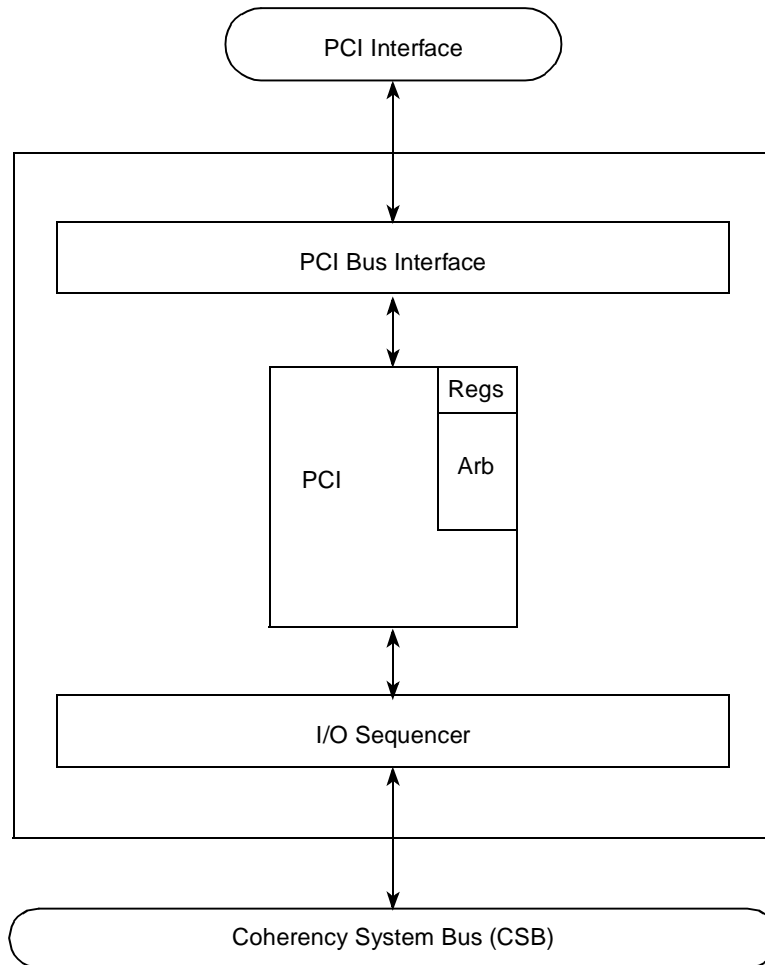 PCI Interface
PCI Bus Interface
Regs
Arb
PCI
I/O Sequencer
Coherency System Bus (CSB)